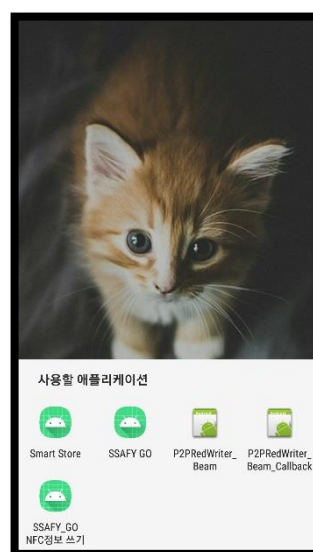 사용할 애플리케이션
Smart Store
SSAFY GO
P2PRedWriter_
Beam
P2PRedWriter_
Beam_Callback
SSAFY_GO
NFC정보 쓰기